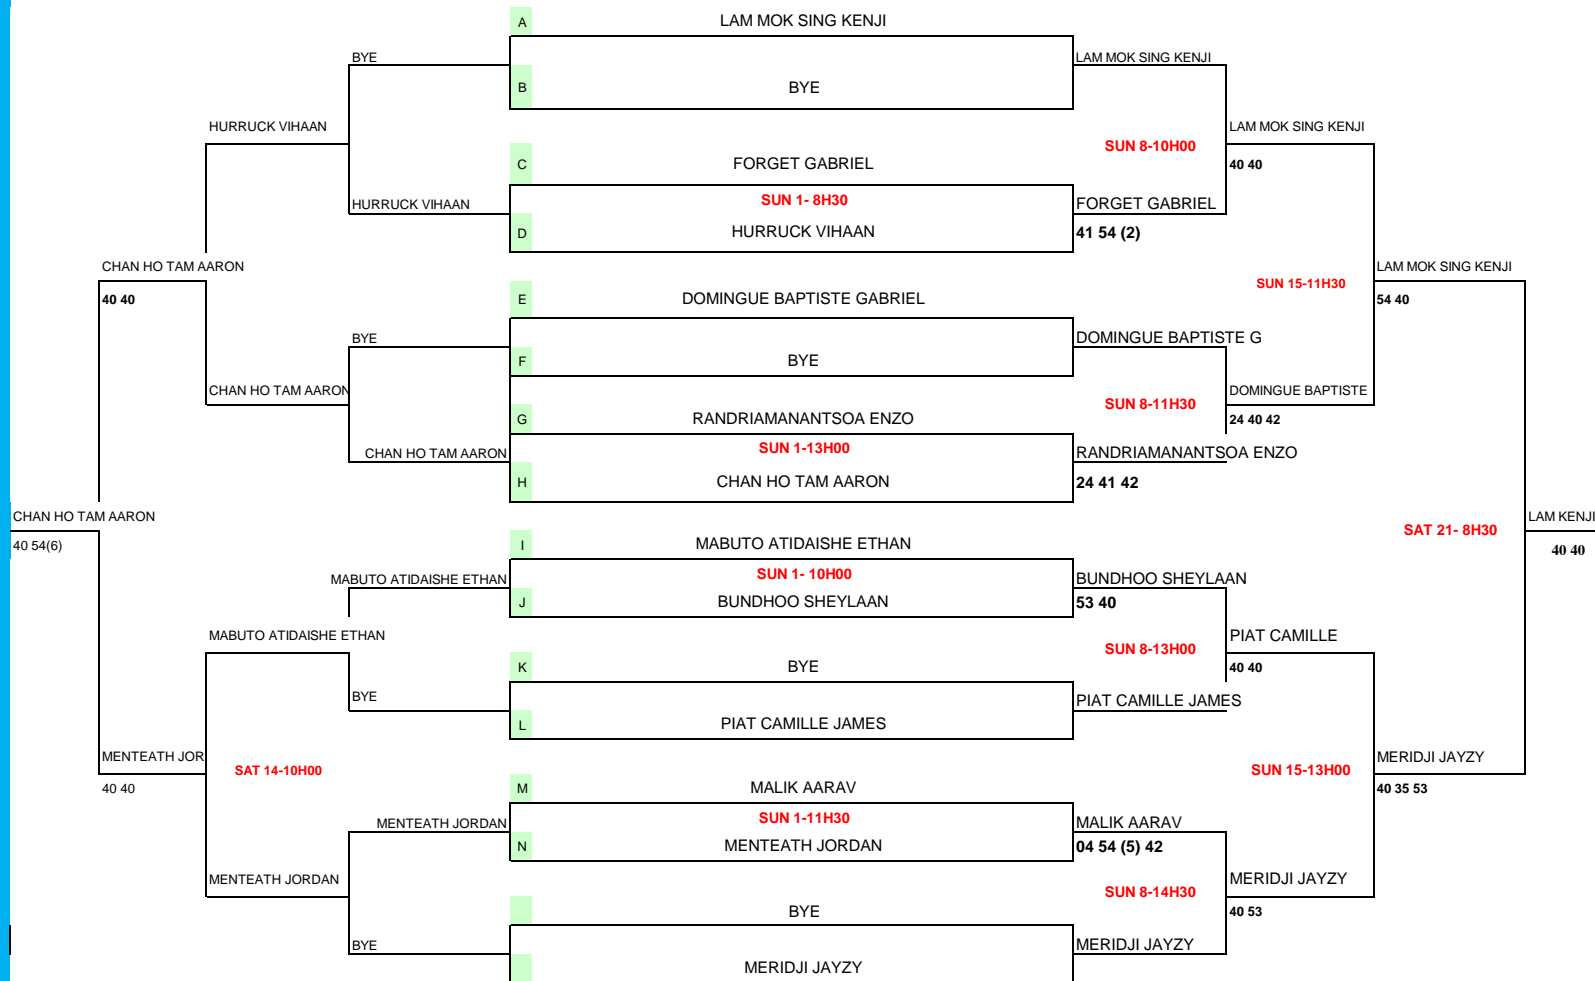 A LAM MOK SING KENJI
BYE LAM MOK SING KENJI
B BYE
HURRUCK VIHAAN LAM MOK SING KENJI
SUN 8-10H00
C FORGET GABRIEL 40 40
SUN 1- 8H30
HURRUCK VIHAAN FORGET GABRIEL
D HURRUCK VIHAAN 41 54 (2)
CHAN HO TAM AARON LAM MOK SING KENJI
SUN 15-11H30
40 40 E DOMINGUE BAPTISTE GABRIEL 54 40
BYE DOMINGUE BAPTISTE G
F BYE
CHAN HO TAM AARON DOMINGUE BAPTISTE
SUN 8-11H30
G RANDRIAMANANTSOA ENZO 24 40 42
SUN 1-13H00
CHAN HO TAM AARON RANDRIAMANANTSOA ENZO
H CHAN HO TAM AARON 24 41 42
CHAN HO TAM AARON LAM KENJI
SAT 21- 8H30
40 54(6) I MABUTO ATIDAISHE ETHAN 40 40
SUN 1- 10H00
MABUTO ATIDAISHE ETHAN BUNDHOO SHEYLAAN
J BUNDHOO SHEYLAAN 53 40
MABUTO ATIDAISHE ETHAN PIAT CAMILLE
SUN 8-13H00
K BYE 40 40
BYE PIAT CAMILLE JAMES
L PIAT CAMILLE JAMES
MENTEATH JOR MERIDJI JAYZY
SAT 14-10H00 SUN 15-13H00
40 40 M MALIK AARAV 40 35 53
SUN 1-11H30
MENTEATH JORDAN MALIK AARAV
N MENTEATH JORDAN 04 54 (5) 42
MENTEATH JORDAN MERIDJI JAYZY
SUN 8-14H30
BYE 40 53
BYE MERIDJI JAYZY
MERIDJI JAYZY